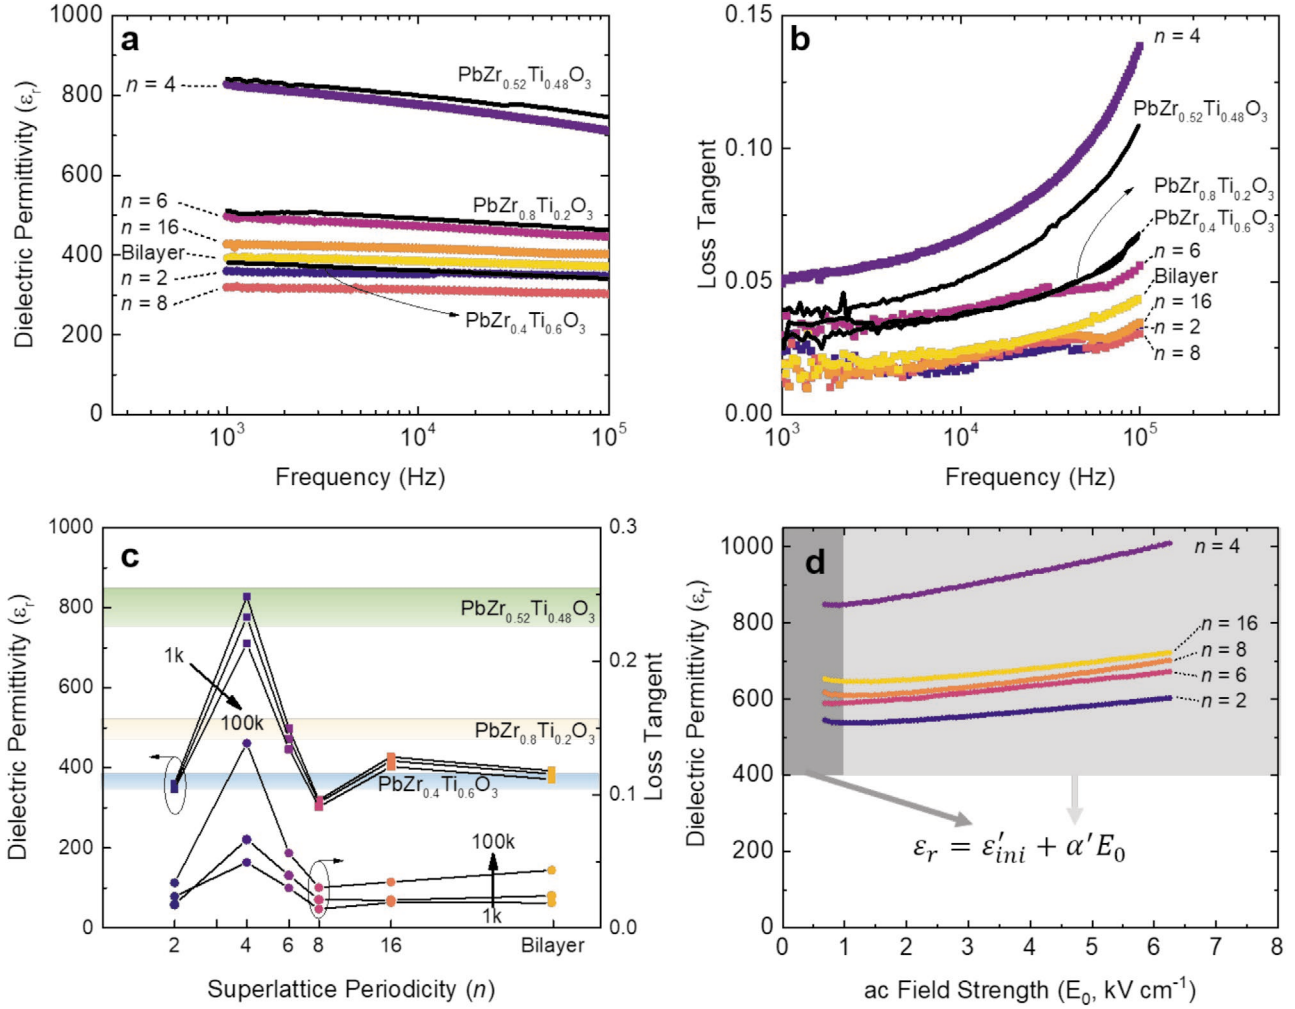 a
1000
800
600
400
200
0
Dielectric Permittivity (εr)
n = 4
PbZr0.52Ti0.48O3
n = 6
PbZr0.8Ti0.2O3
n = 16
Bilayer
n = 2
n = 8
PbZr0.4Ti0.6O3
10^3
10^4
10^5
Frequency (Hz)
b
0.15
0.10
0.05
0.00
Loss Tangent
n = 4
PbZr0.52Ti0.48O3
PbZr0.8Ti0.2O3
PbZr0.4Ti0.6O3
n = 6
Bilayer
n = 16
n = 2
n = 8
10^3
10^4
10^5
Frequency (Hz)
c
1000
800
600
400
200
0
Dielectric Permittivity (εr)
0.3
0.2
0.1
0.0
Loss Tangent
PbZr0.52Ti0.48O3
1k
100k
PbZr0.8Ti0.2O3
PbZr0.4Ti0.6O3
100k
1k
2
4
6
8
16
Bilayer
Superlattice Periodicity (n)
d
1000
800
600
400
200
0
Dielectric Permittivity (εr)
n = 4
n = 16
n = 8
n = 6
n = 2
εr = ε′ini + α′E0
0
1
2
3
4
5
6
7
8
ac Field Strength (E0, kV cm^-1)